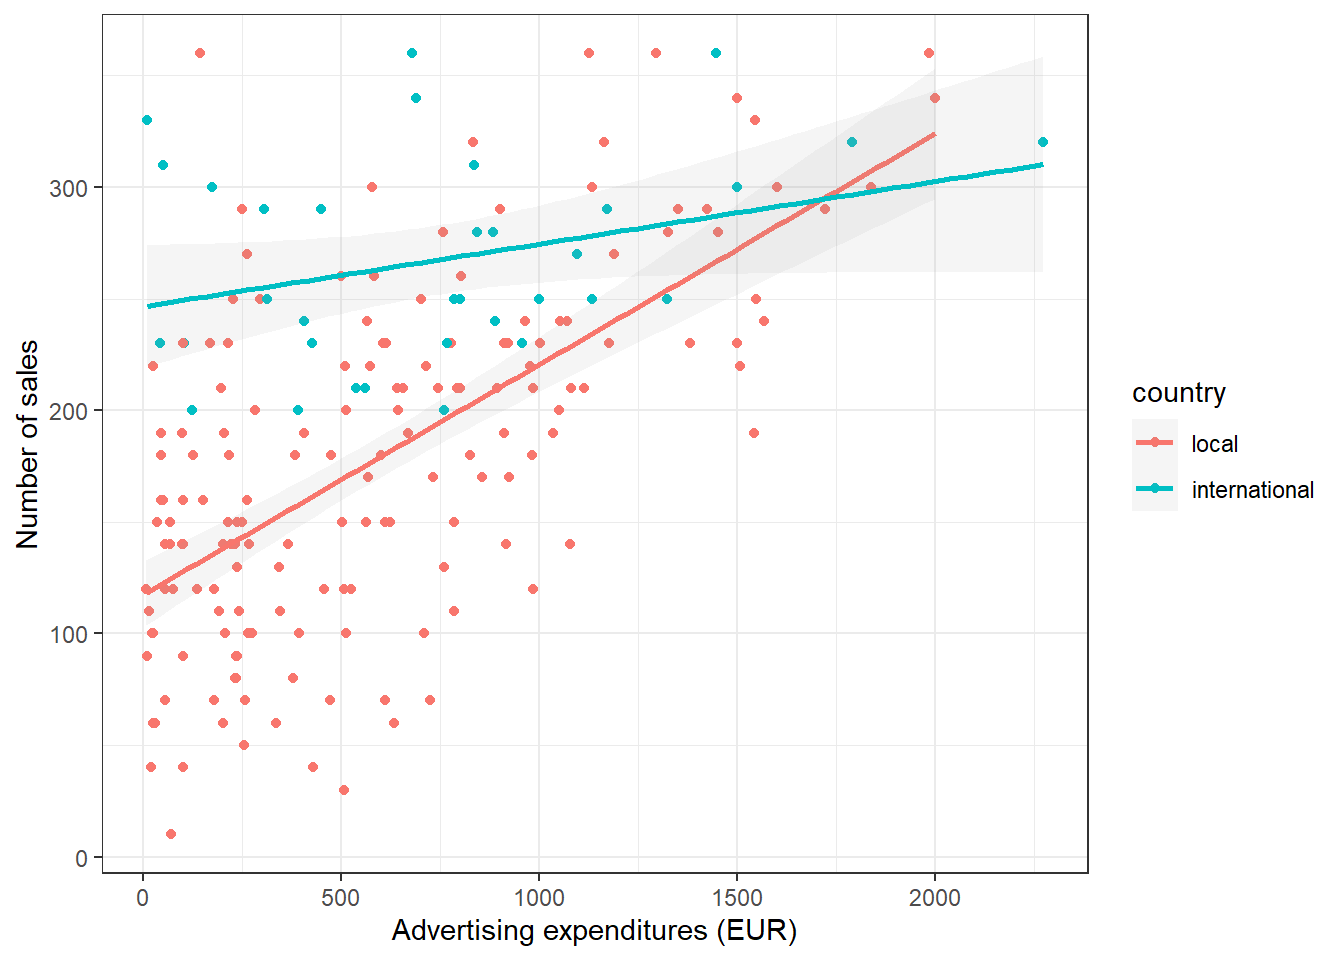 Number of sales
300
200
100
0
0 500 1000 1500 2000
Advertising expenditures (EUR)
country
local
international